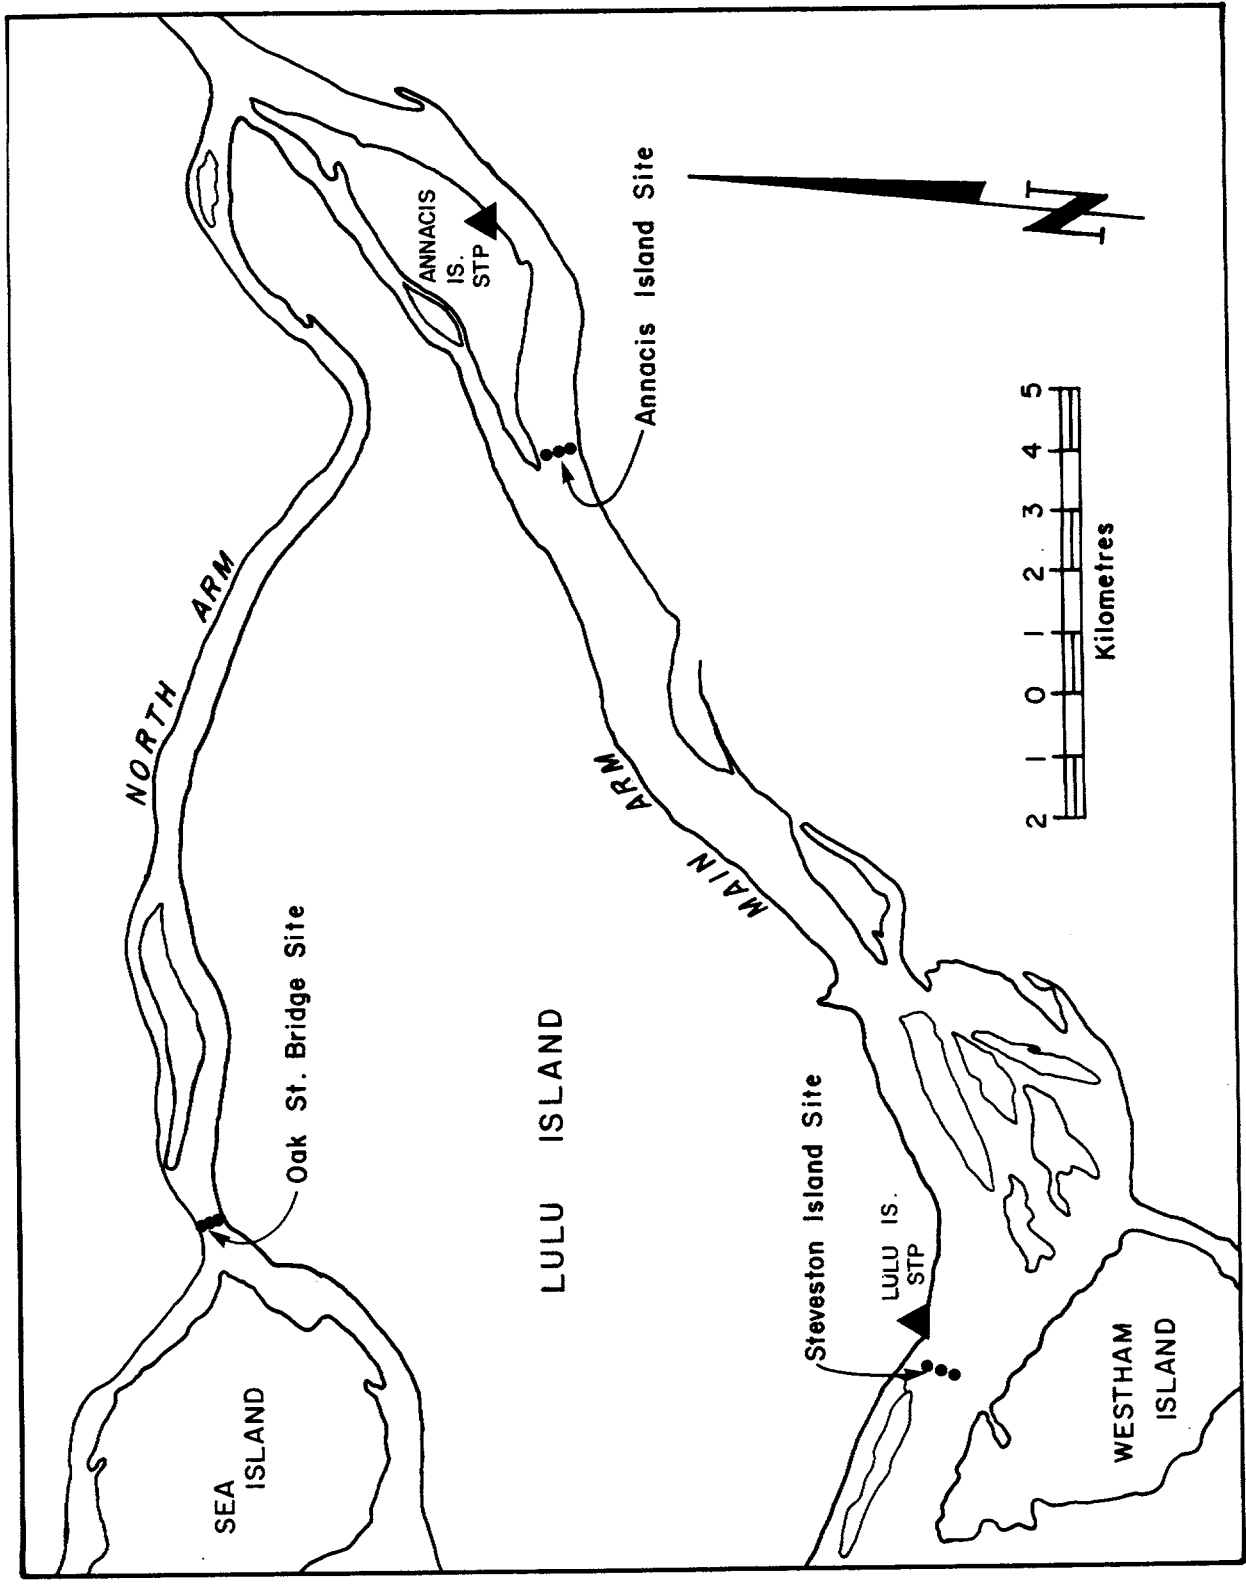 NORTH ARM
ANNACIS
IS.
STP
Annacis Island Site
MAIN ARM
Oak St. Bridge Site
LULU ISLAND
SEA
ISLAND
Steveston Island Site
LULU IS.
STP
WESTHAM
ISLAND
N
2 1 0 1 2 3 4 5
Kilometres